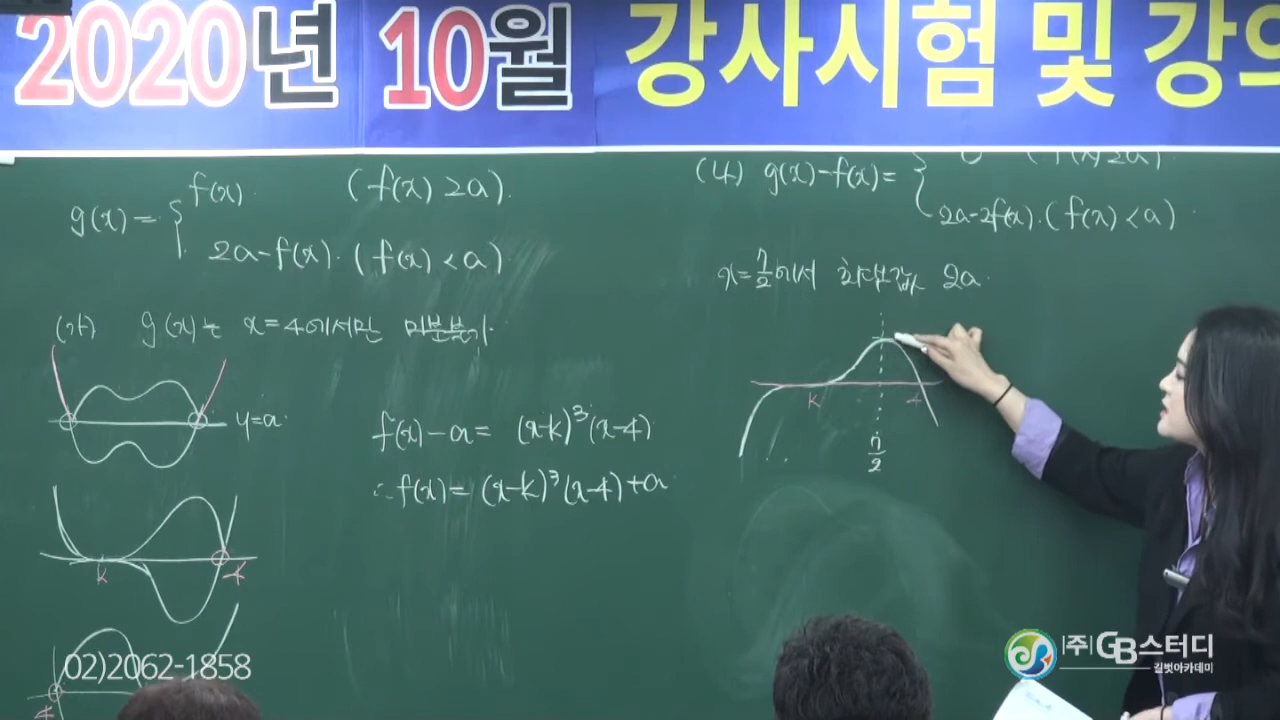 2020년 10월 강사시험 및 강의
g(x)= { f(x). (f(x)≥a).
2a-f(x). (f(x)<a)
(가) g(x)는 x=4에서만 미분불가.
y=a.
f(x)-a= (x-k)³(x-4).
∴f(x)= (x-k)³(x-4)+a.
k
4
4
(나) g(x)-f(x)= { 0 (f(x)≥a).
2a-2f(x). (f(x)<a).
x=7/2에서 최댓값 2a.
k
4
7/2
02)2062-1858
(주)GB스터디
길벗아카데미